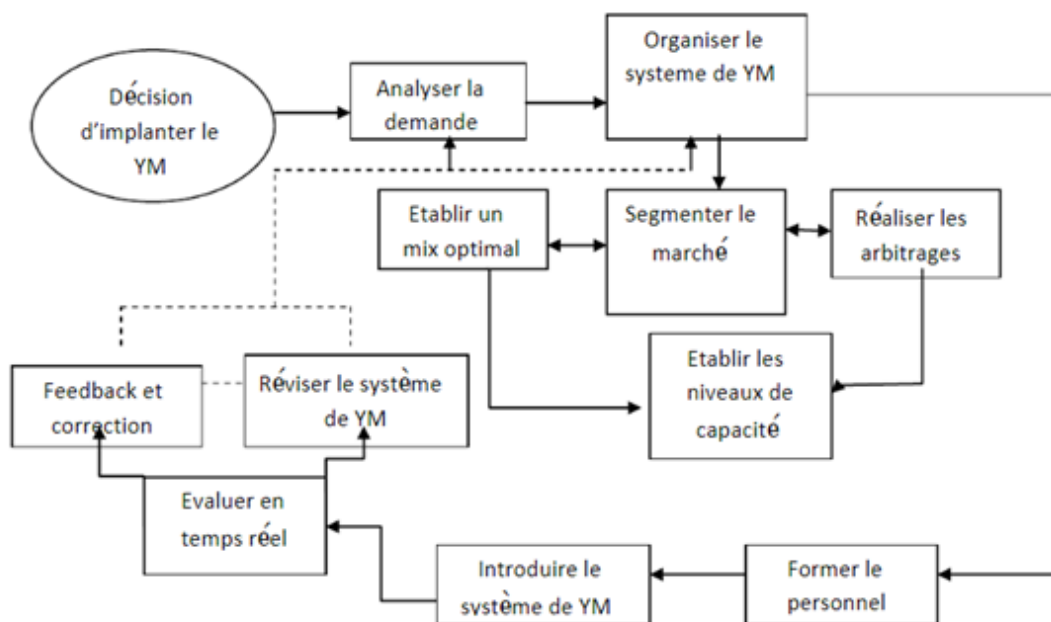 Décision
d'implanter le
YM
Analyser la
demande
Organiser le
systeme de YM
Etablir un
mix optimal
Segmenter le
marché
Réaliser les
arbitrages
Etablir les
niveaux de
capacité
Feedback et
correction
Réviser le système
de YM
Evaluer en
temps réel
Introduire le
système de YM
Former le
personnel